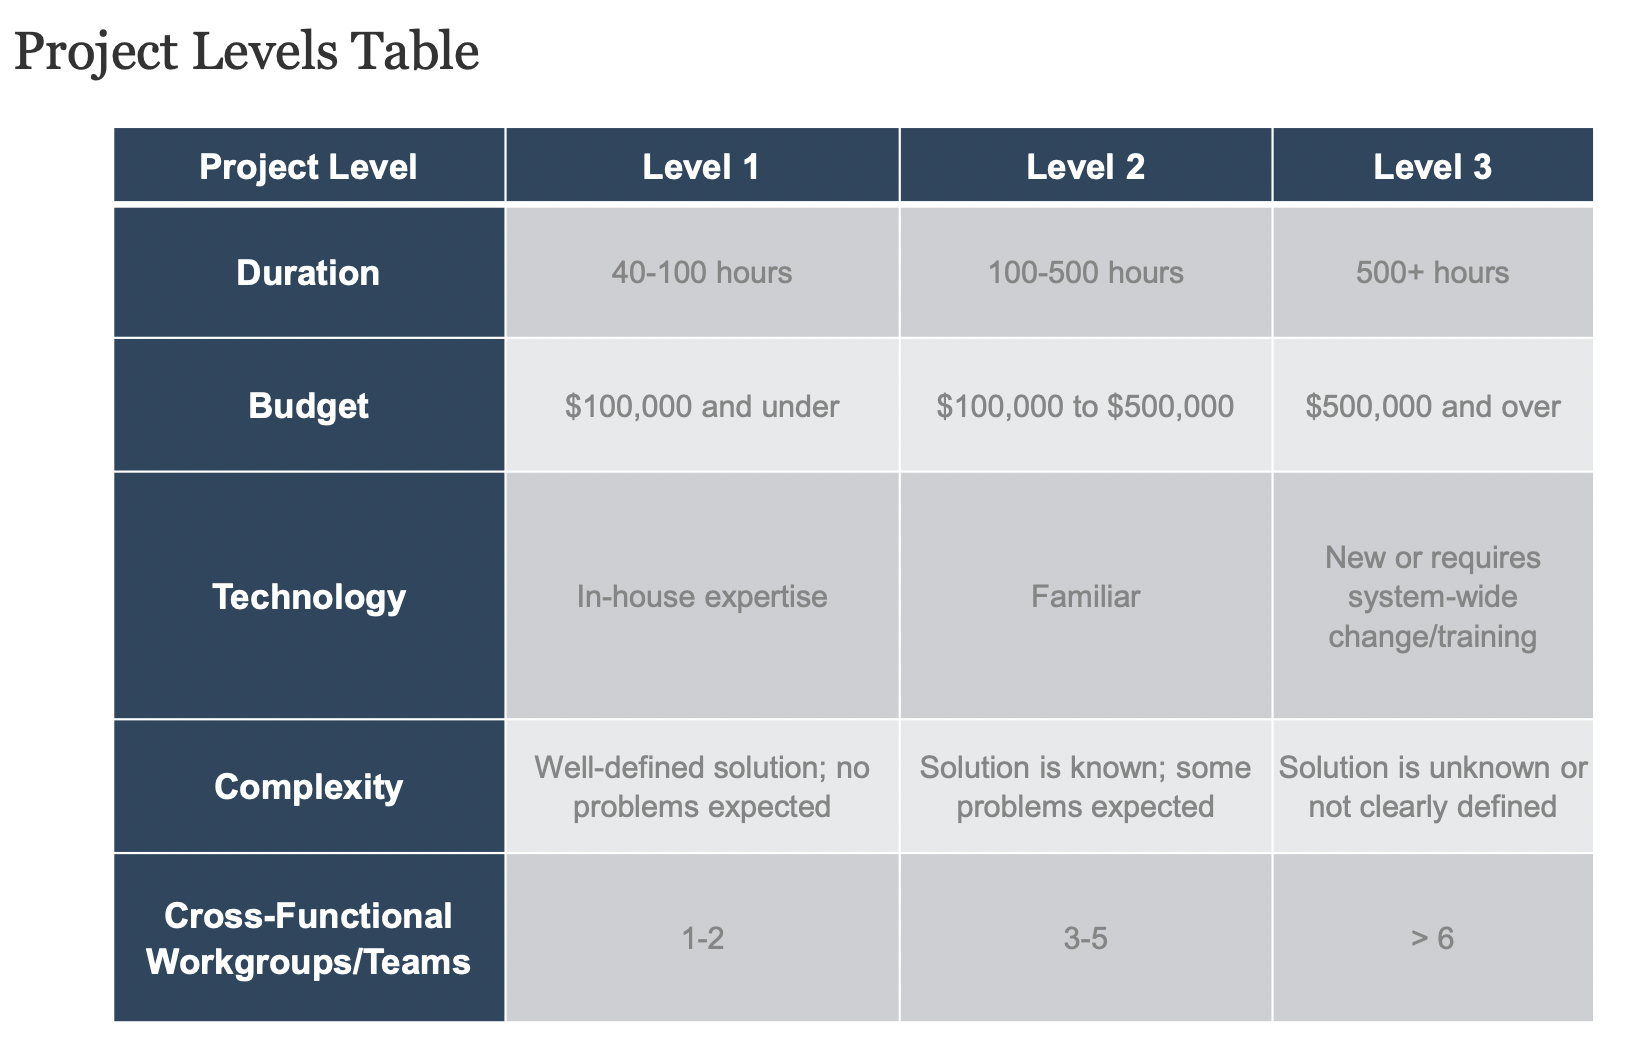 Project Levels Table
Project Level
Level 1
Level 2
Level 3
Duration
40-100 hours
100-500 hours
500+ hours
Budget
$100,000 and under
$100,000 to $500,000
$500,000 and over
Technology
In-house expertise
Familiar
New or requires
system-wide
change/training
Complexity
Well-defined solution; no
problems expected
Solution is known; some
problems expected
Solution is unknown or
not clearly defined
Cross-Functional
Workgroups/Teams
1-2
3-5
> 6